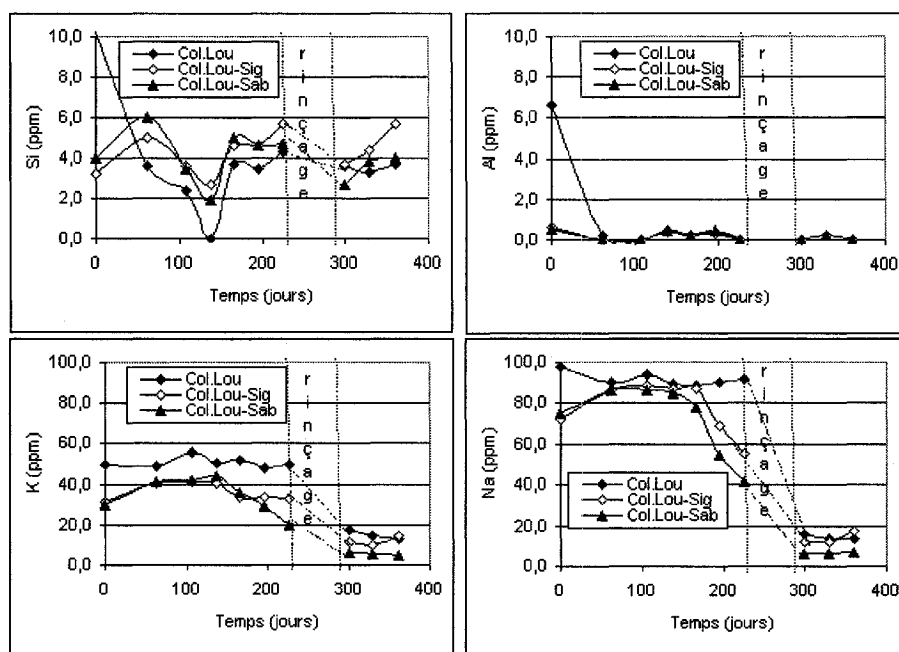 Si (ppm)
10,0
8,0
6,0
4,0
2,0
0,0
0
100
200
300
400
Temps (jours)
Col.Lou
Col.Lou-Sig
Col.Lou-Sab
rinçage
Al (ppm)
10,0
8,0
6,0
4,0
2,0
0,0
0
100
200
300
400
Temps (jours)
Col.Lou
Col.Lou-Sig
Col.Lou-Sab
rinçage
K (ppm)
100,0
80,0
60,0
40,0
20,0
0,0
0
100
200
300
400
Temps (jours)
Col.Lou
Col.Lou-Sig
Col.Lou-Sab
rinçage
Na (ppm)
100,0
80,0
60,0
40,0
20,0
0,0
0
100
200
300
400
Temps (jours)
Col.Lou
Col.Lou-Sig
Col.Lou-Sab
rinçage